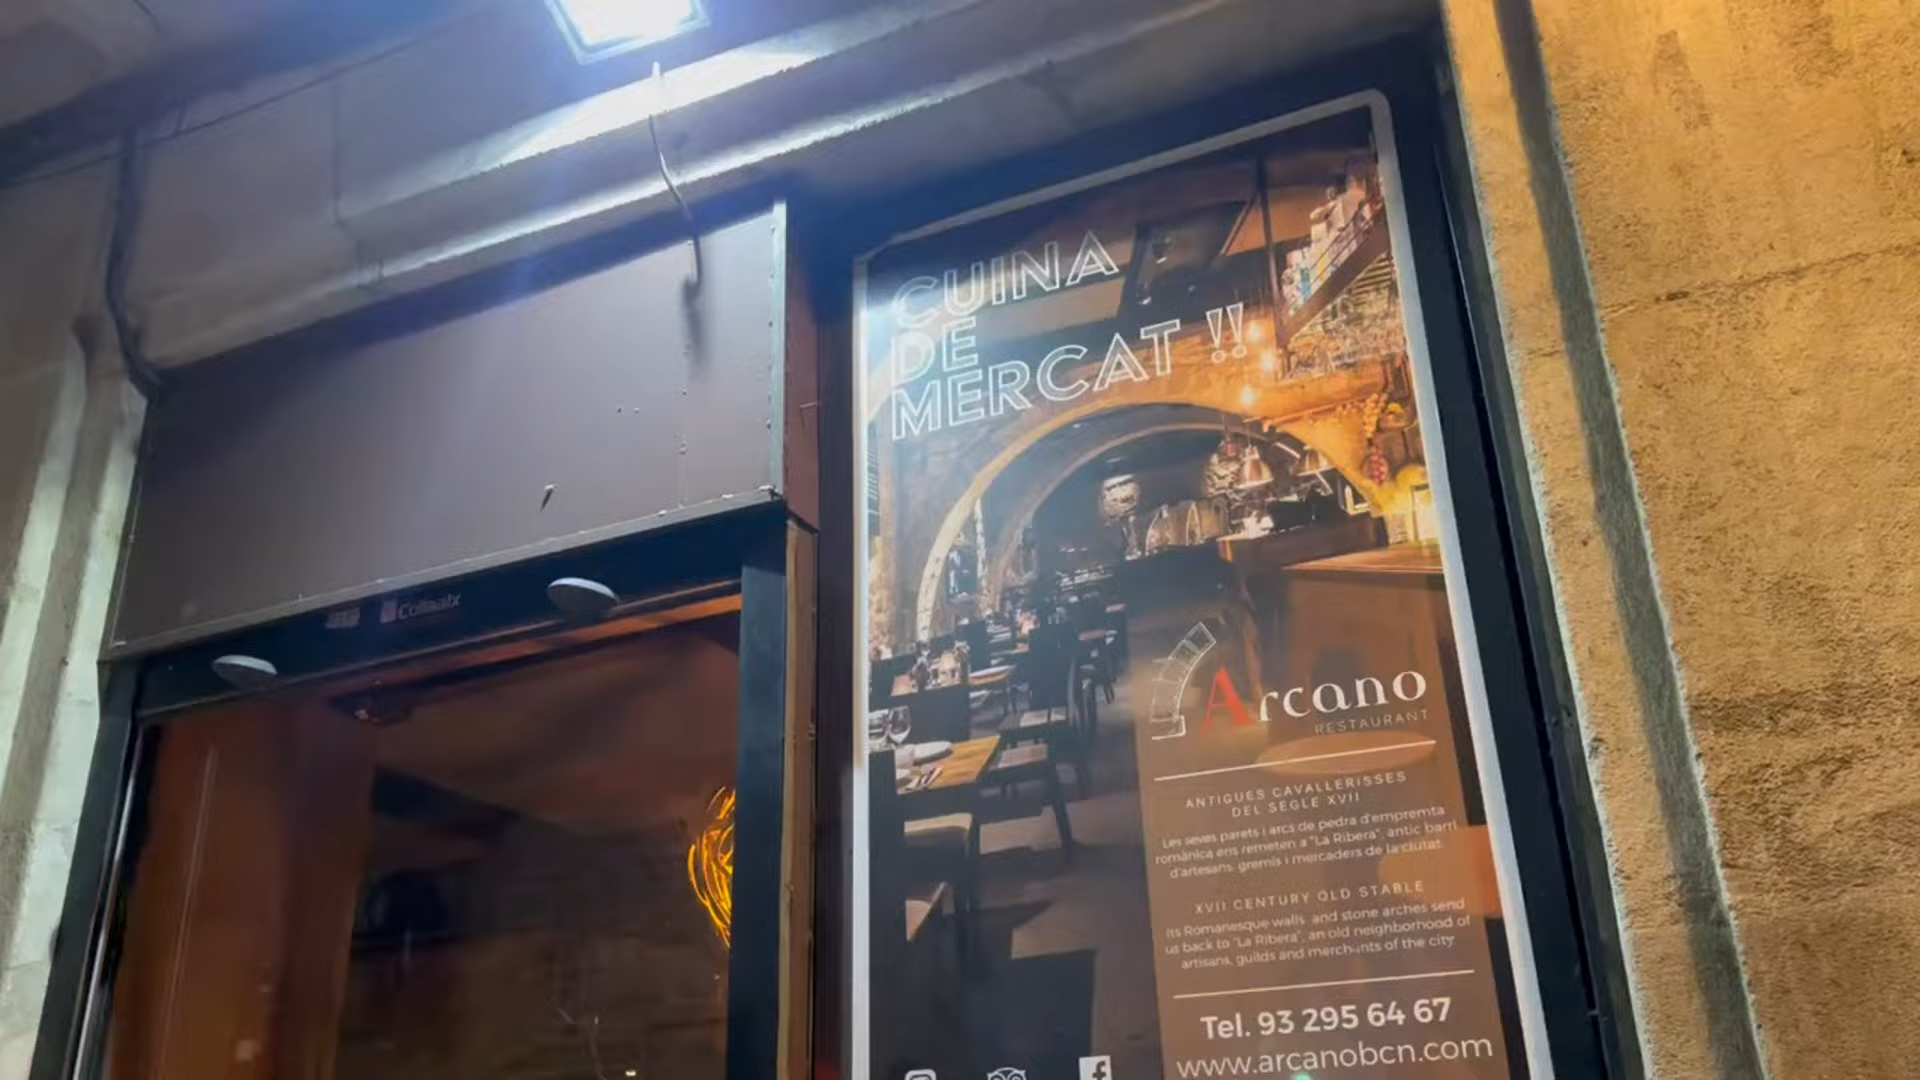 CUINA
DE
MERCAT !!
Arcano
RESTAURANT
ANTIGUES CAVALLERISSES
DEL SEGLE XVII
Les seves parets i arcs de pedra d'empremta
romànica ens remeten a "La Ribera", antic barri
d'artesans, gremis i mercaders de la ciutat.
XVII CENTURY OLD STABLE
Its Romanesque walls and stone arches send
us back to "La Ribera", an old neighborhood of
artisans, guilds and merchants of the city.
Tel. 93 295 64 67
www.arcanobcn.com